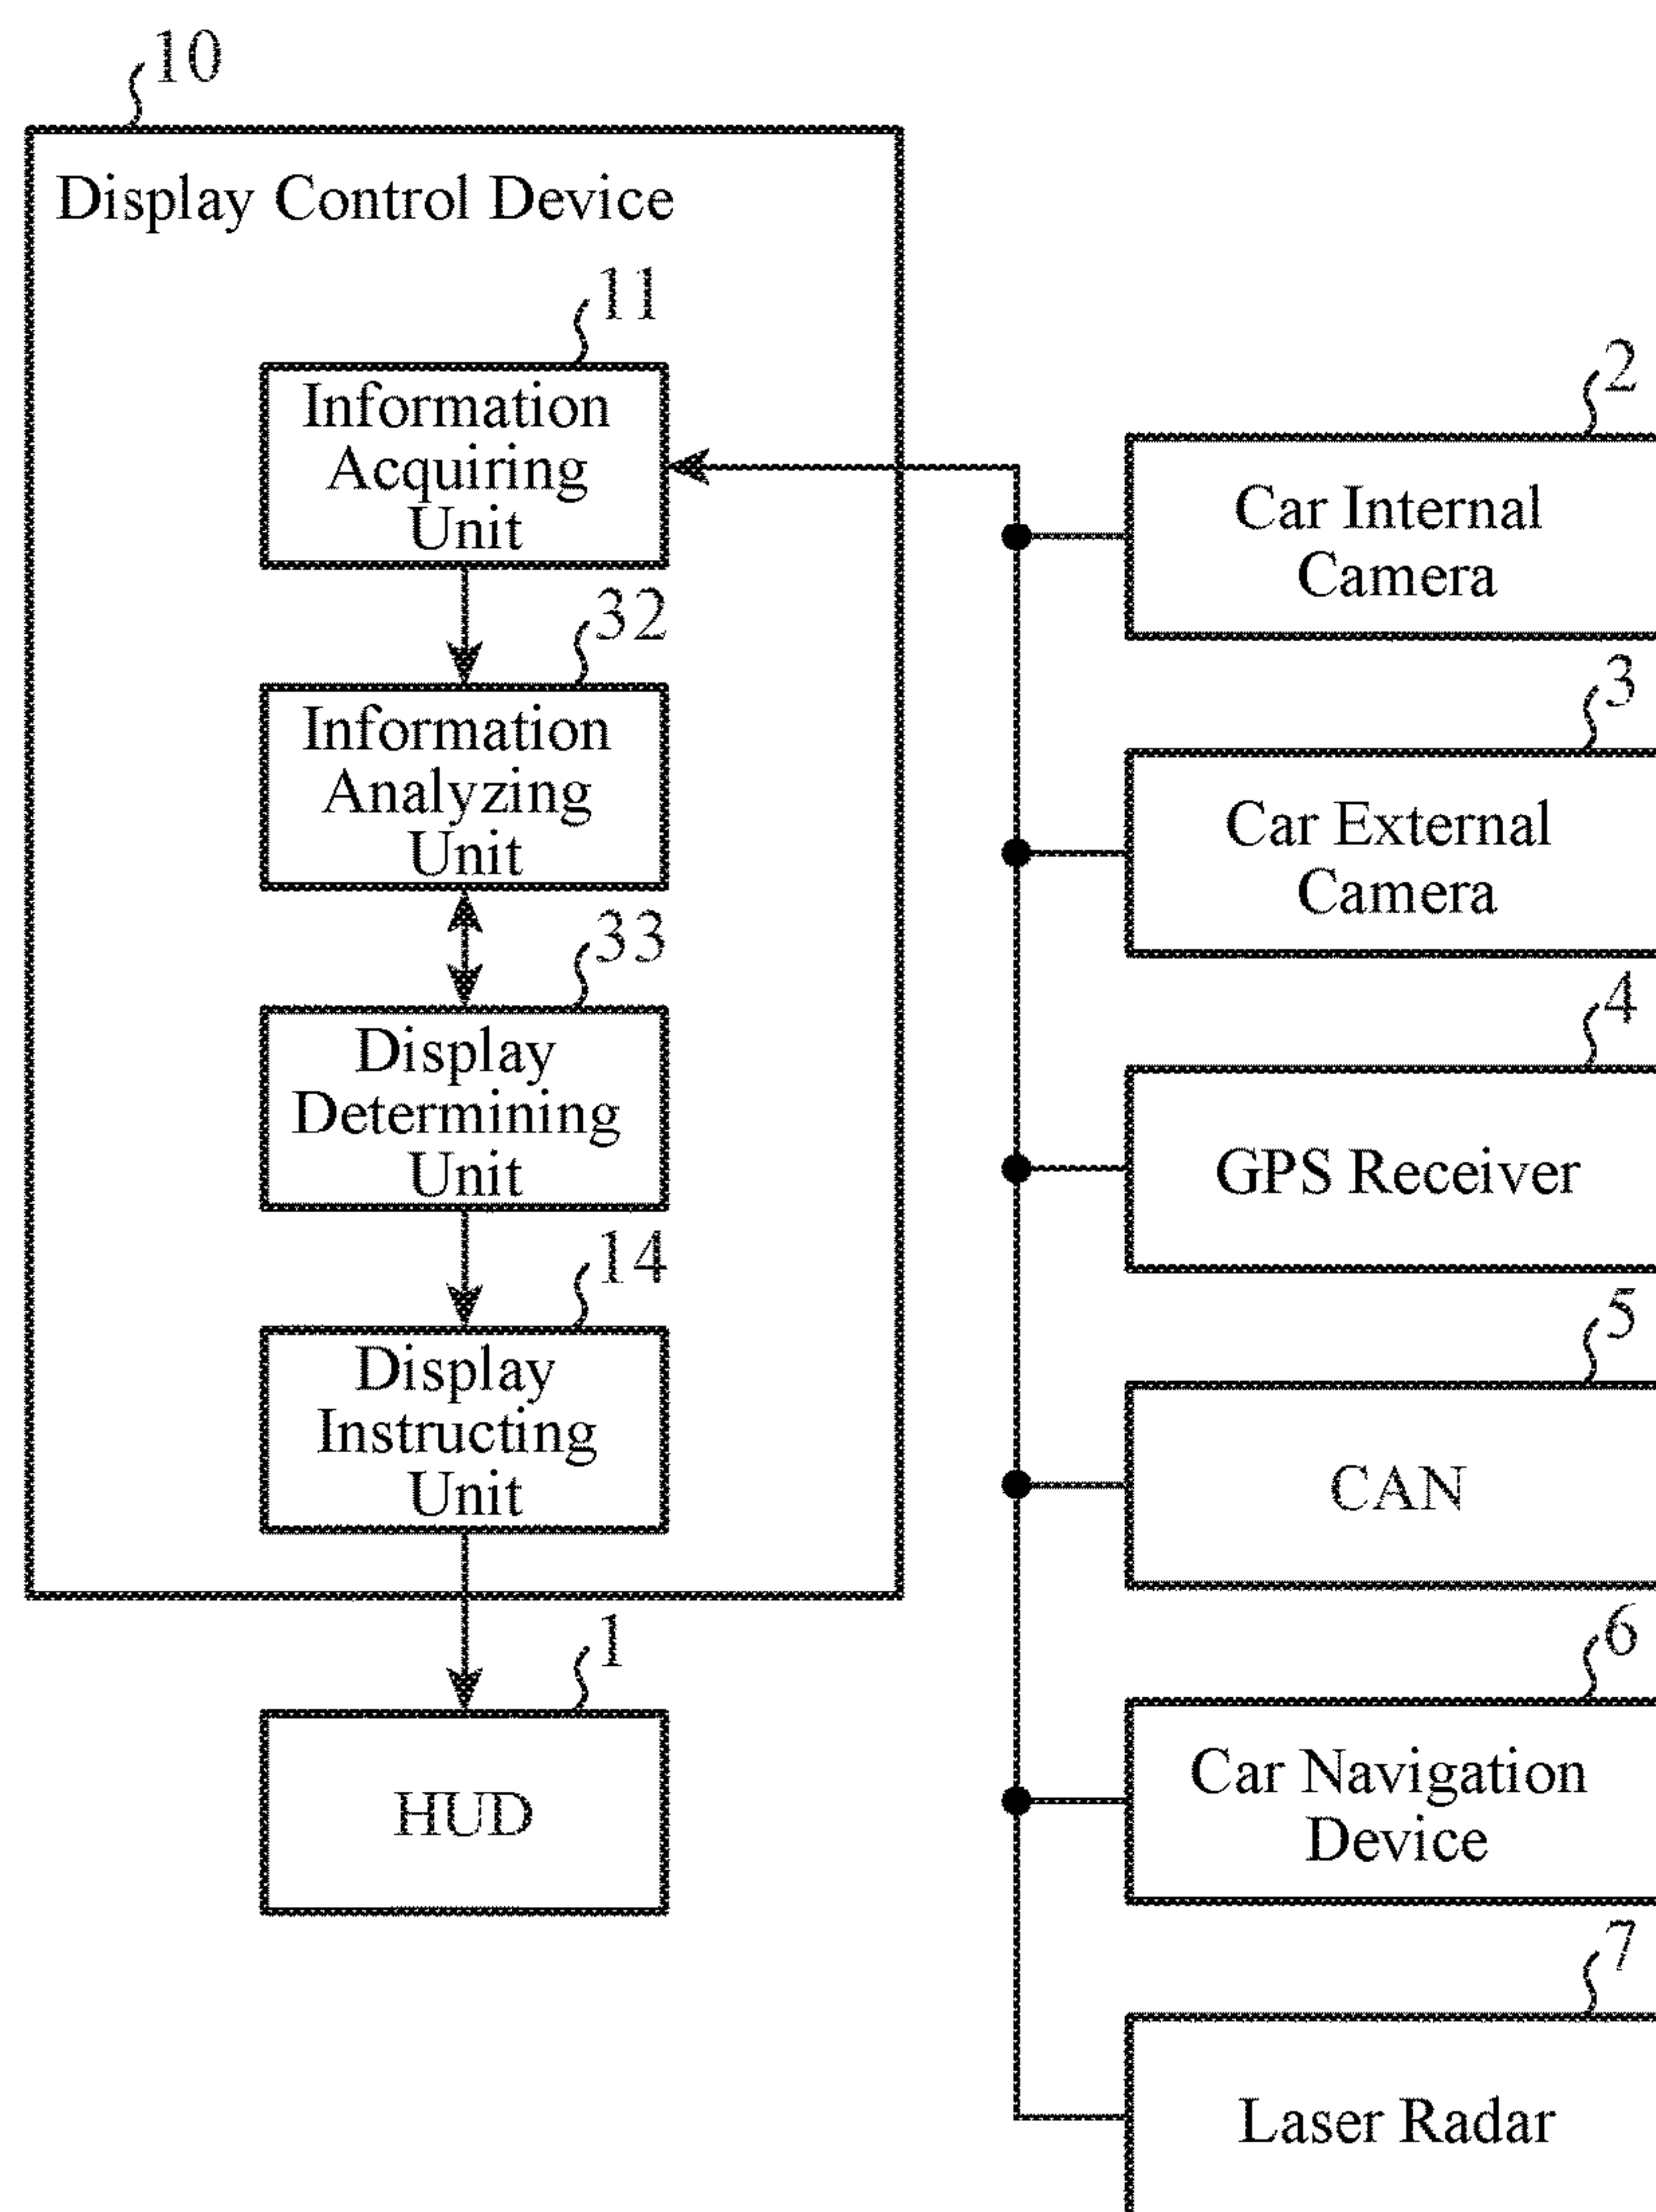 10
Display Control Device
11
Information
Acquiring
Unit
32
Information
Analyzing
Unit
33
Display
Determining
Unit
14
Display
Instructing
Unit
1
HUD
2
Car Internal
Camera
3
Car External
Camera
4
GPS Receiver
5
CAN
6
Car Navigation
Device
7
Laser Radar